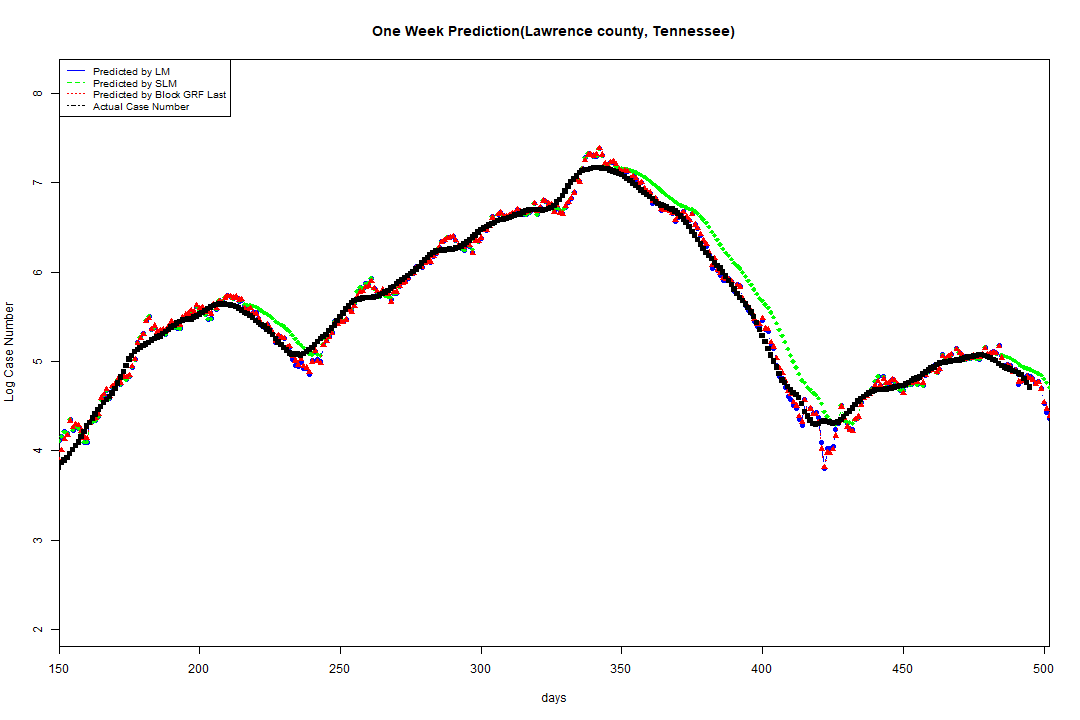 One Week Prediction(Lawrence county, Tennessee)
Predicted by LM
Predicted by SLM
Predicted by Block GRF Last
Actual Case Number
8
7
6
5
4
3
2
Log Case Number
150 200 250 300 350 400 450 500
days